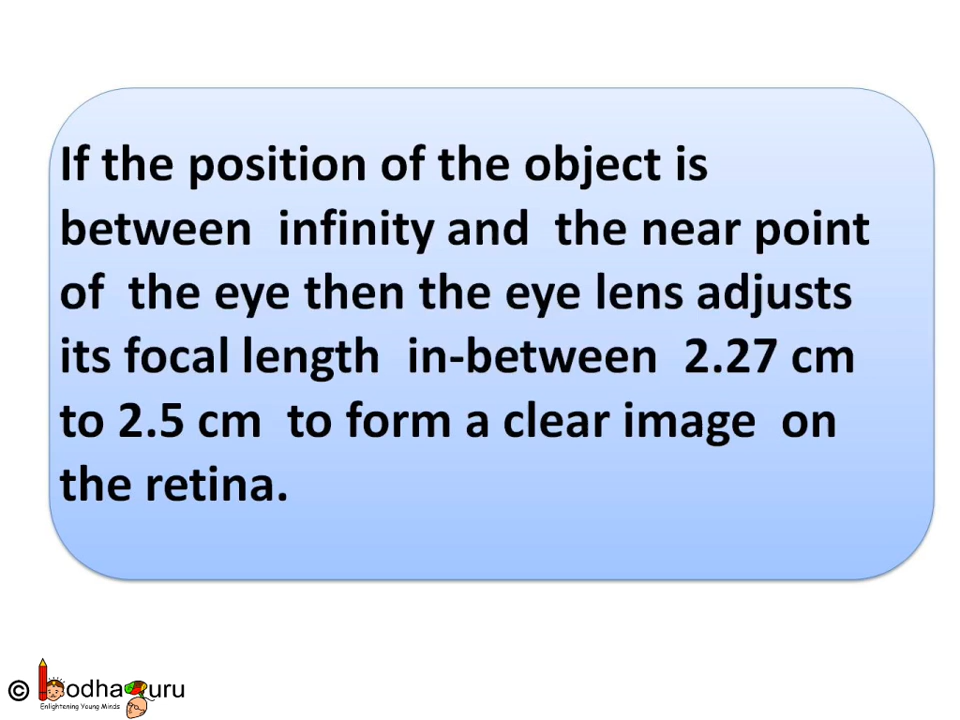 If the position of the object is
between infinity and the near point
of the eye then the eye lens adjusts
its focal length in-between 2.27 cm
to 2.5 cm to form a clear image on
the retina.
© bodhaguru
Enlightening Young Minds